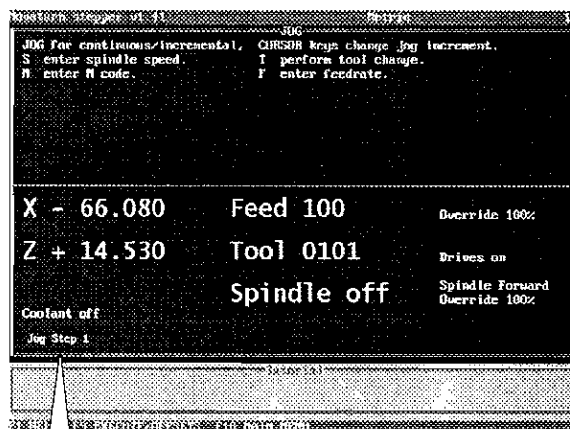 JOG
JOG for continuous/incremental, CURSOR keys change jog increment.
S enter spindle speed. T perform tool change.
M enter M code. F enter feedrate.
X - 66.080 Feed 100 Override 100%
Z + 14.530 Tool 0101 Drives on
Spindle off Spindle Forward
Override 100%
Coolant off
Jog Step 1